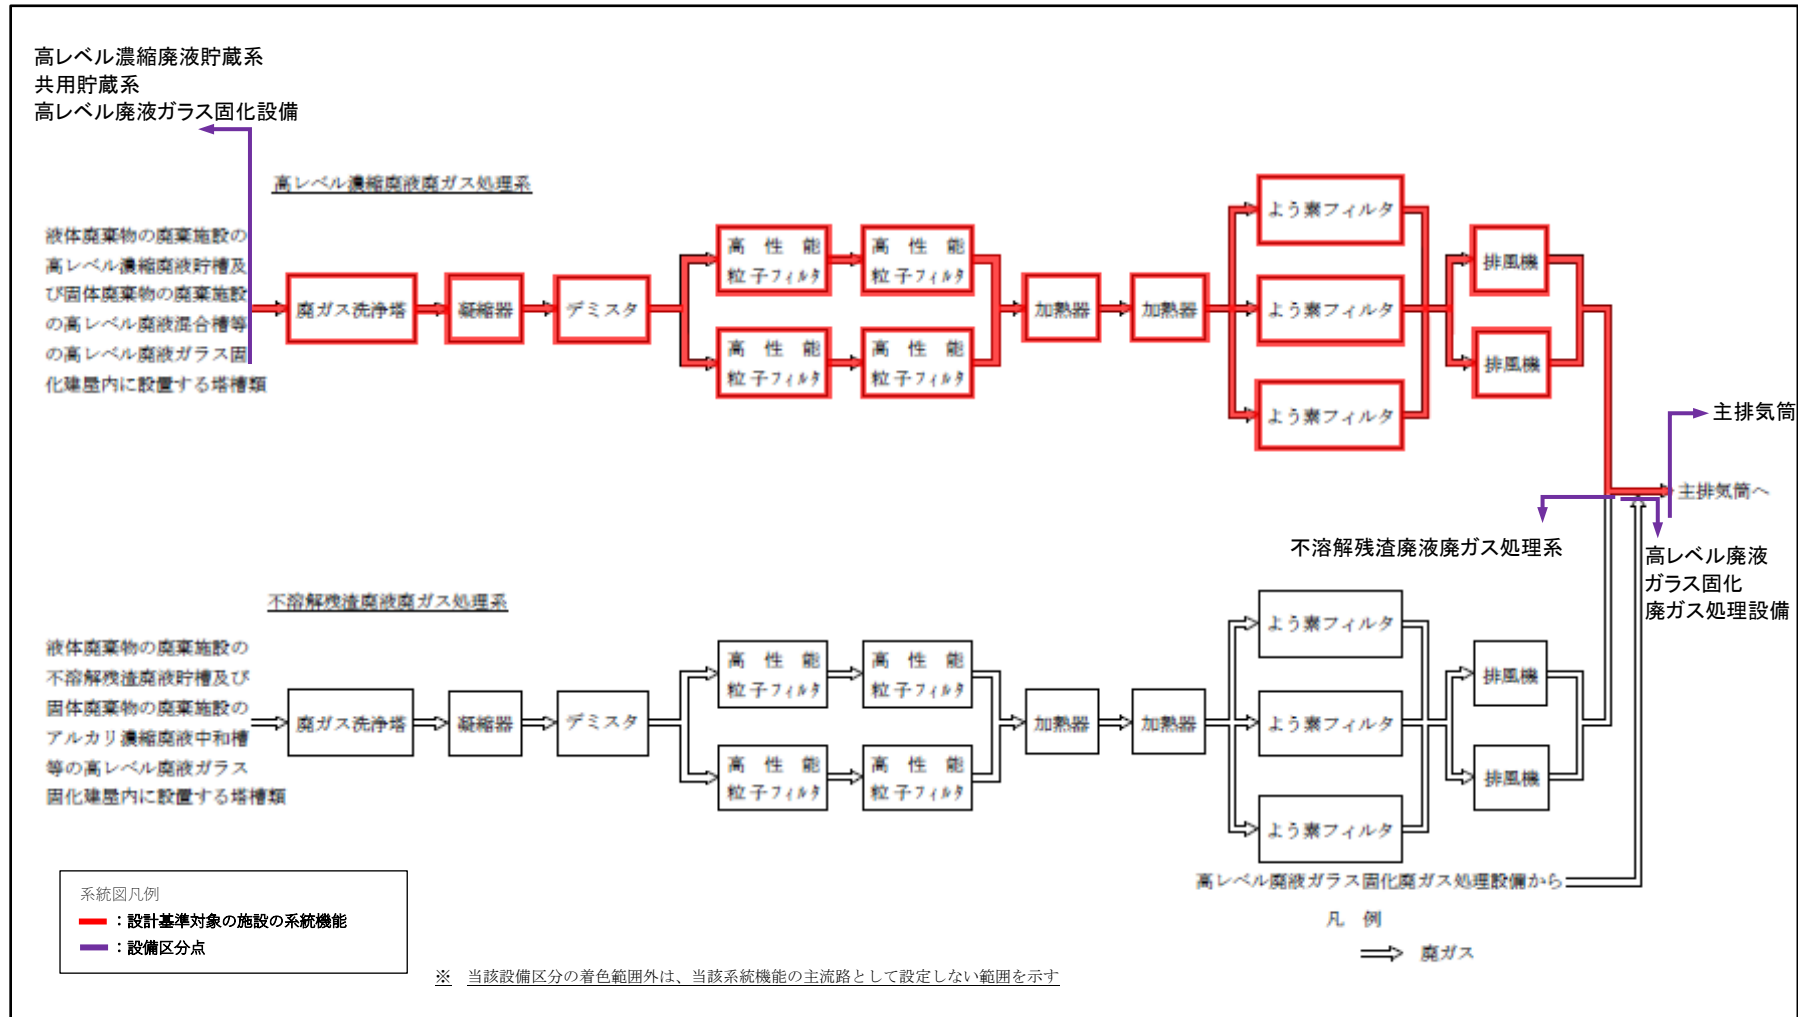 高レベル濃縮廃液貯蔵系
共用貯蔵系
高レベル廃液ガラス固化設備
高レベル濃縮廃液廃ガス処理系
液体廃棄物の廃棄施設の
高レベル濃縮廃液貯槽及
び固体廃棄物の廃棄施設
の高レベル廃液混合槽等
の高レベル廃液ガラス固
化建屋内に設置する塔槽類
廃ガス洗浄塔
凝縮器
デミスタ
高性能
粒子フィルタ
高性能
粒子フィルタ
高性能
粒子フィルタ
高性能
粒子フィルタ
加熱器
加熱器
よう素フィルタ
よう素フィルタ
よう素フィルタ
排風機
排風機
主排気筒
主排気筒へ
不溶解残渣廃液廃ガス処理系
高レベル廃液
ガラス固化
廃ガス処理設備
不溶解残渣廃液廃ガス処理系
液体廃棄物の廃棄施設の
不溶解残渣廃液貯槽及び
固体廃棄物の廃棄施設の
アルカリ濃縮廃液中和槽
等の高レベル廃液ガラス
固化建屋内に設置する塔槽類
廃ガス洗浄塔
凝縮器
デミスタ
高性能
粒子フィルタ
高性能
粒子フィルタ
高性能
粒子フィルタ
高性能
粒子フィルタ
加熱器
加熱器
よう素フィルタ
よう素フィルタ
よう素フィルタ
排風機
排風機
高レベル廃液ガラス固化廃ガス処理設備から
凡例
廃ガス
系統図凡例
：設計基準対象の施設の系統機能
：設備区分点
※ 当該設備区分の着色範囲外は、当該系統機能の主流路として設定しない範囲を示す